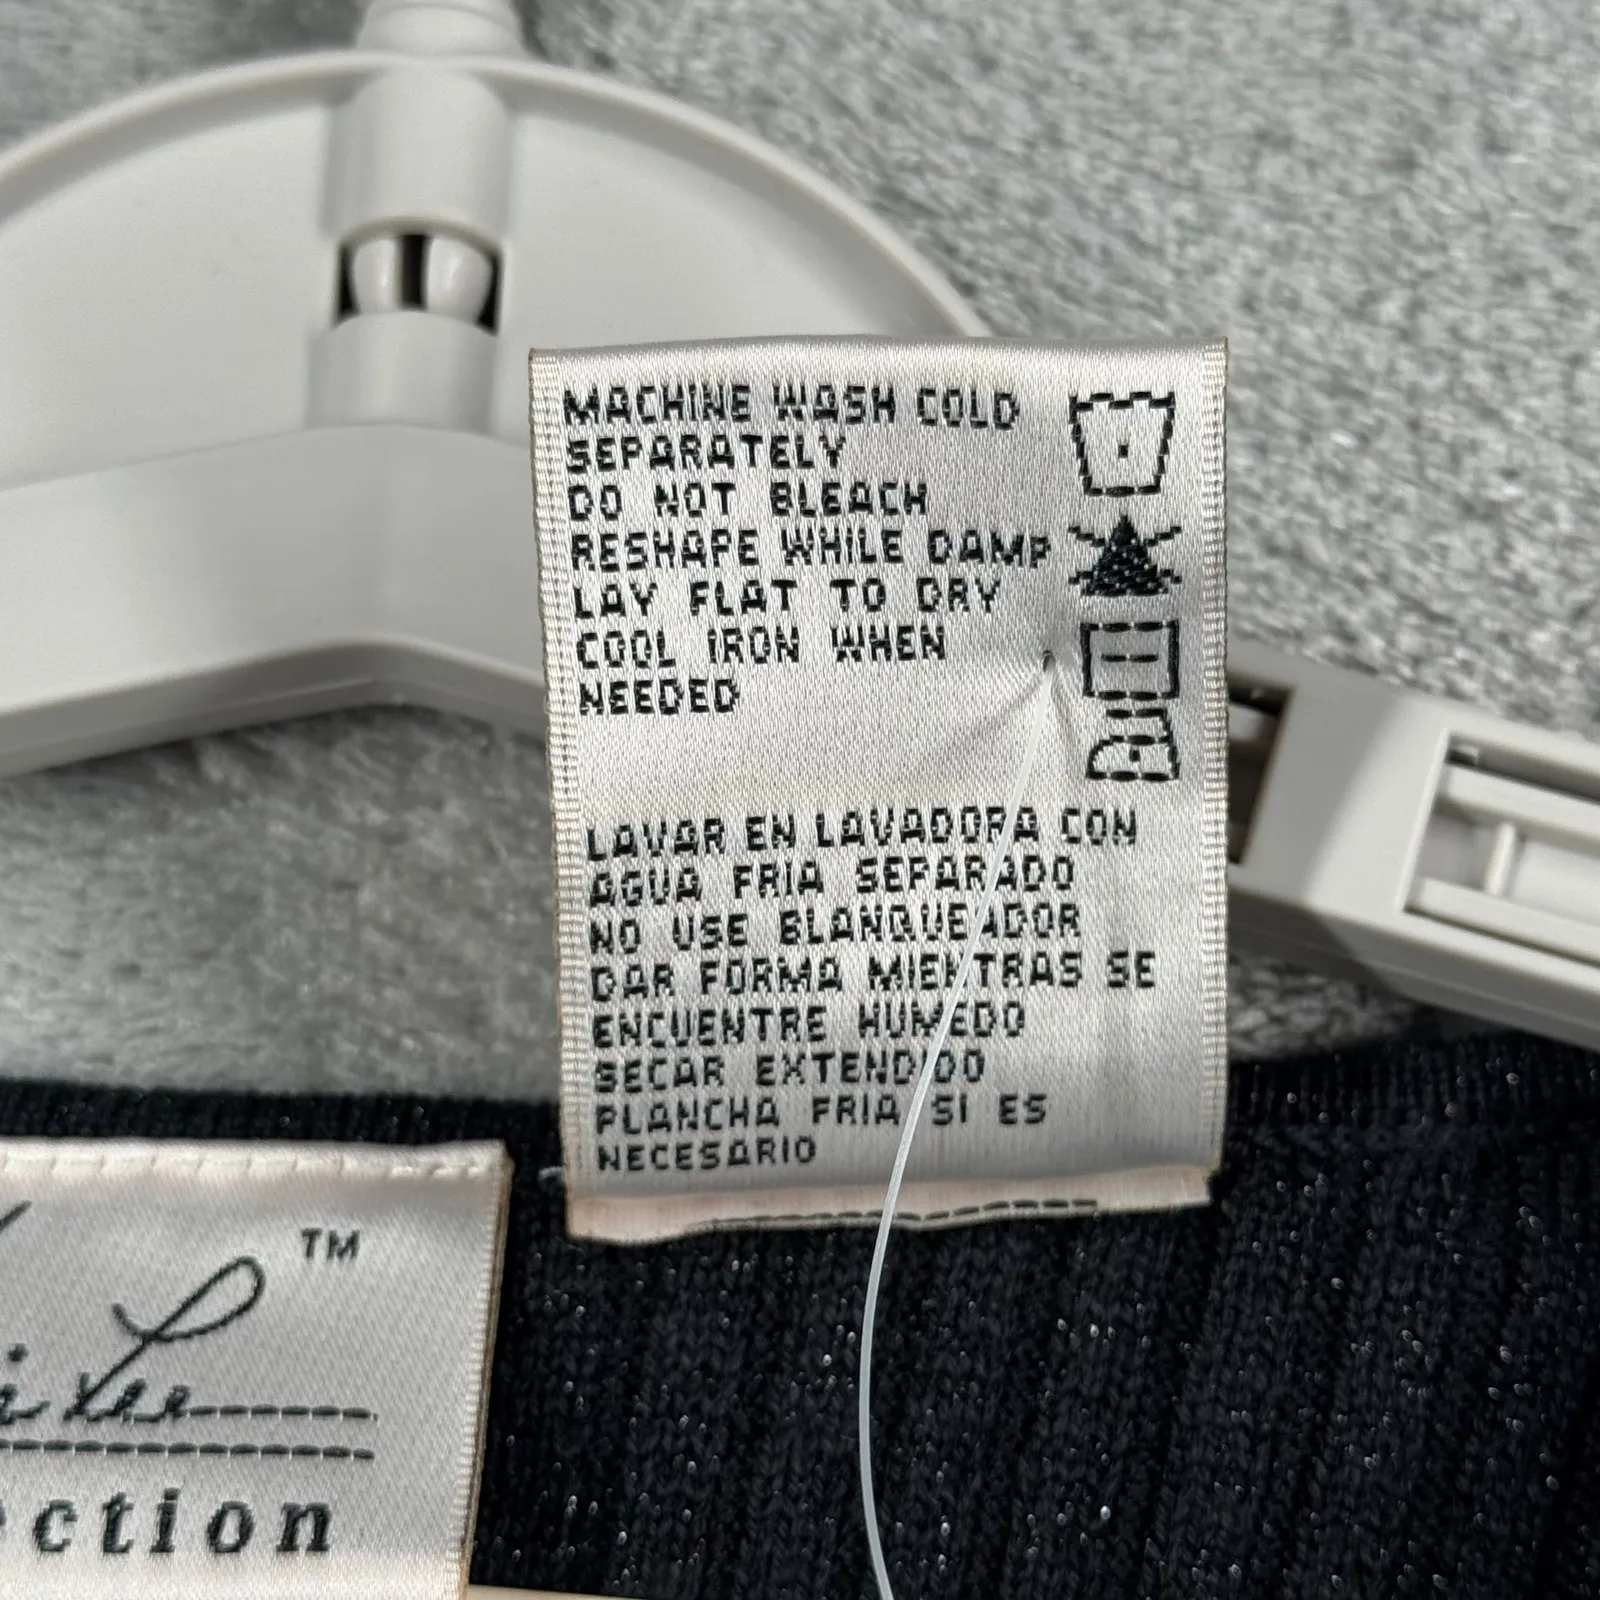 MACHINE WASH COLD
SEPARATELY
DO NOT BLEACH
RESHAPE WHILE DAMP
LAY FLAT TO DRY
COOL IRON WHEN
NEEDED
LAVAR EN LAVADORA CON
AGUA FRIA SEPARADO
NO USE BLANQUEADOR
DAR FORMA MIENTRAS SE
ENCUENTRE HUMEDO
SECAR EXTENDIDO
PLANCHA FRIA SI ES
NECESARIO
TM
Lee
ction